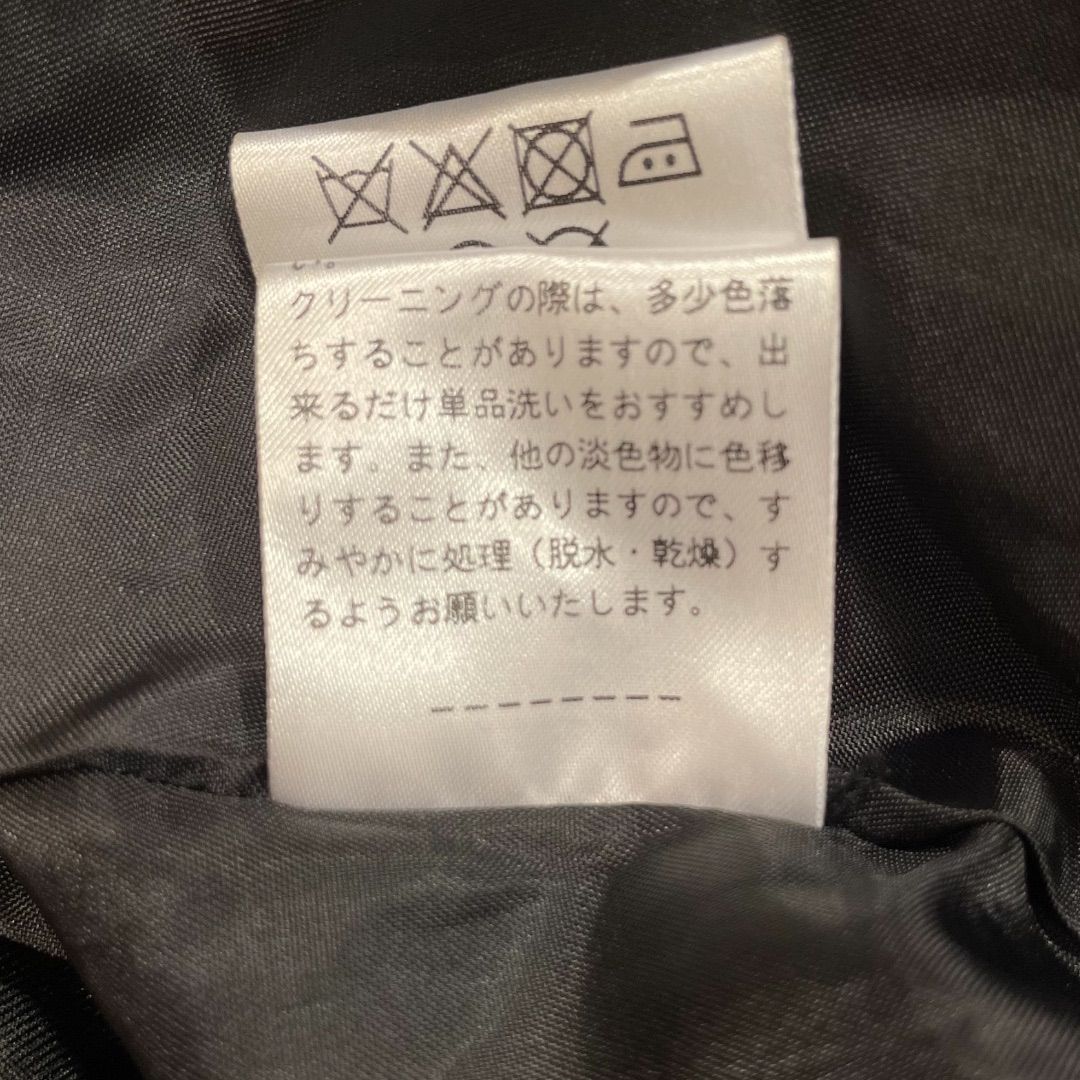 い。
クリーニングの際は、多少色落
ちすることがありますので、出
来るだけ単品洗いをおすすめし
ます。また、他の淡色物に色移
りすることがありますので、す
みやかに処理（脱水・乾燥）す
るようお願いいたします。